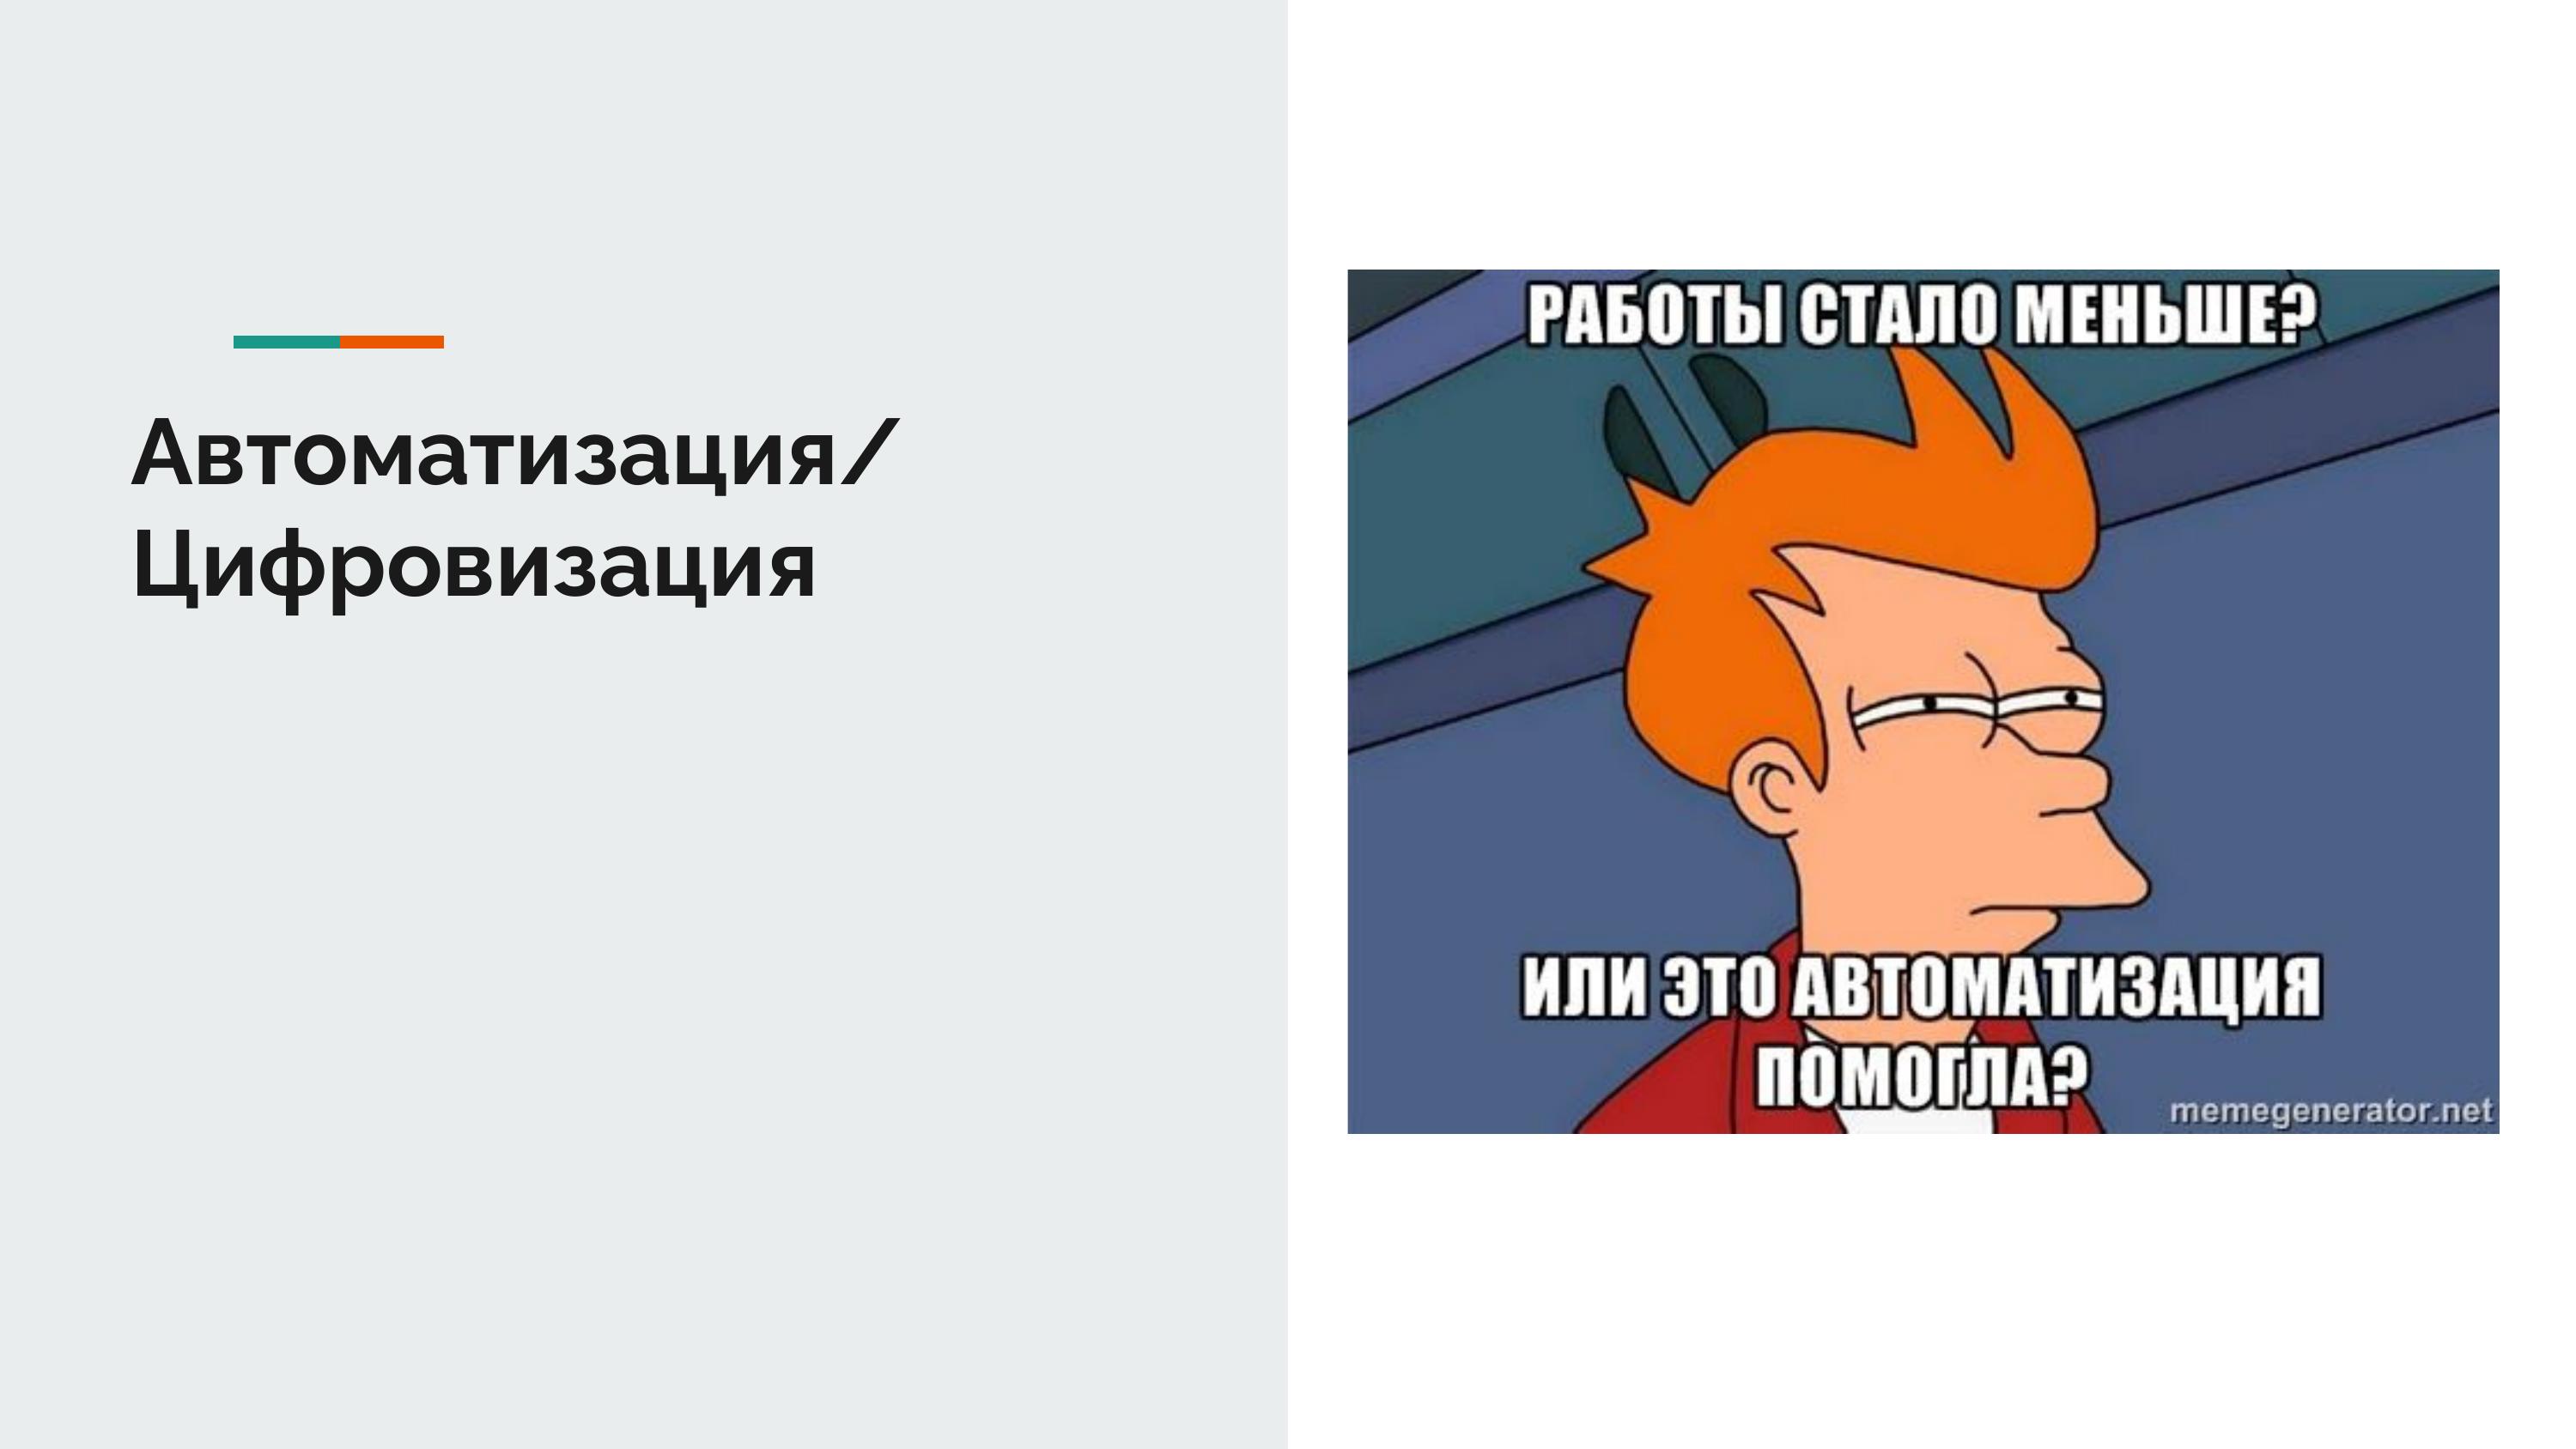 Автоматизация/
Цифровизация
РАБОТЫ СТАЛО МЕНЬШЕ?
ИЛИ ЭТО АВТОМАТИЗАЦИЯ
ПОМОГЛА?
memegenerator.net